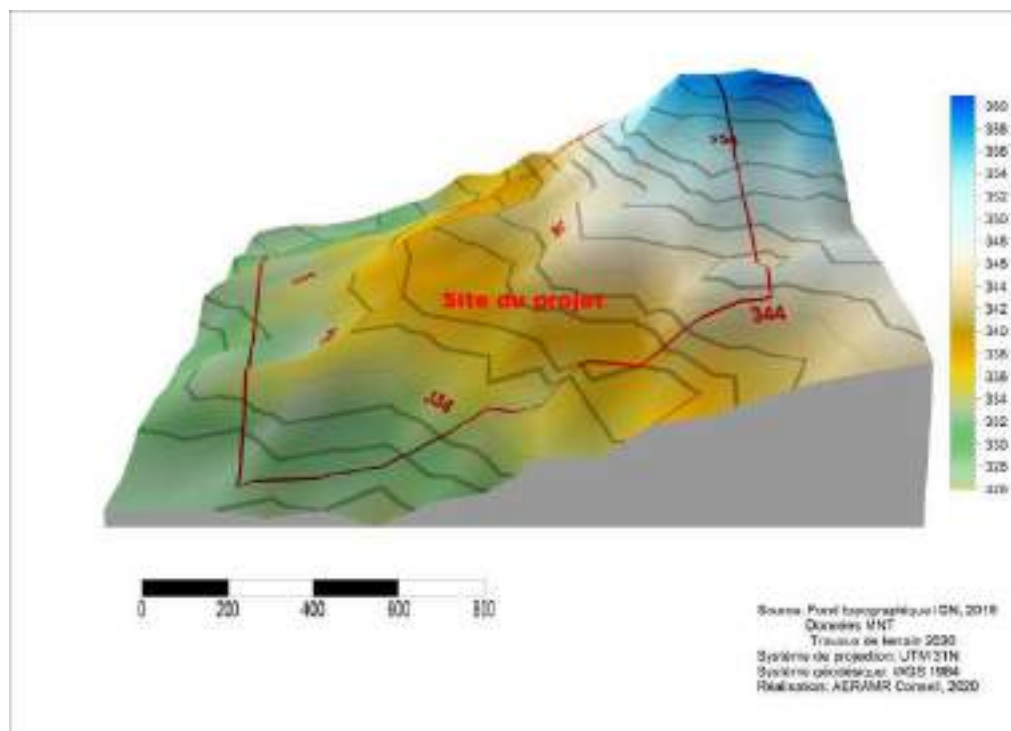 360
358
356
354
352
350
348
346
344
342
340
338
336
334
332
330
328
Site du projet
344
334
0 200 400 600 800
Source: Fond topographique IGN,
Données MNT
Travaux de terrain 2020
Système de projection: UTM 31N
Système géodésique: WGS 1984
Réalisation: AERAMR Conseil, 2020